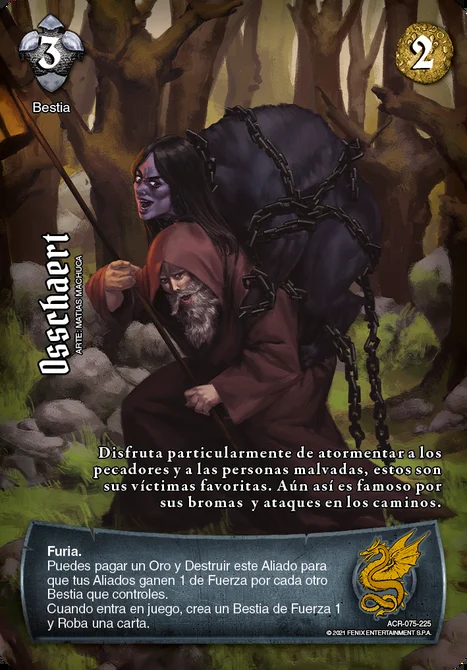 3
2
Bestia
Osschaert
ARTE: MATIAS MACHUCA
Disfruta particularmente de atormentar a los
pecadores y a las personas malvadas, estos son
sus víctimas favoritas. Aún así es famoso por
sus bromas y ataques en los caminos.
Furia.
Puedes pagar un Oro y Destruir este Aliado para
que tus Aliados ganen 1 de Fuerza por cada otro
Bestia que controles.
Cuando entra en juego, crea un Bestia de Fuerza 1
y Roba una carta.
ACR-075-225
© 2021 FENIX ENTERTAINMENT S.P.A.